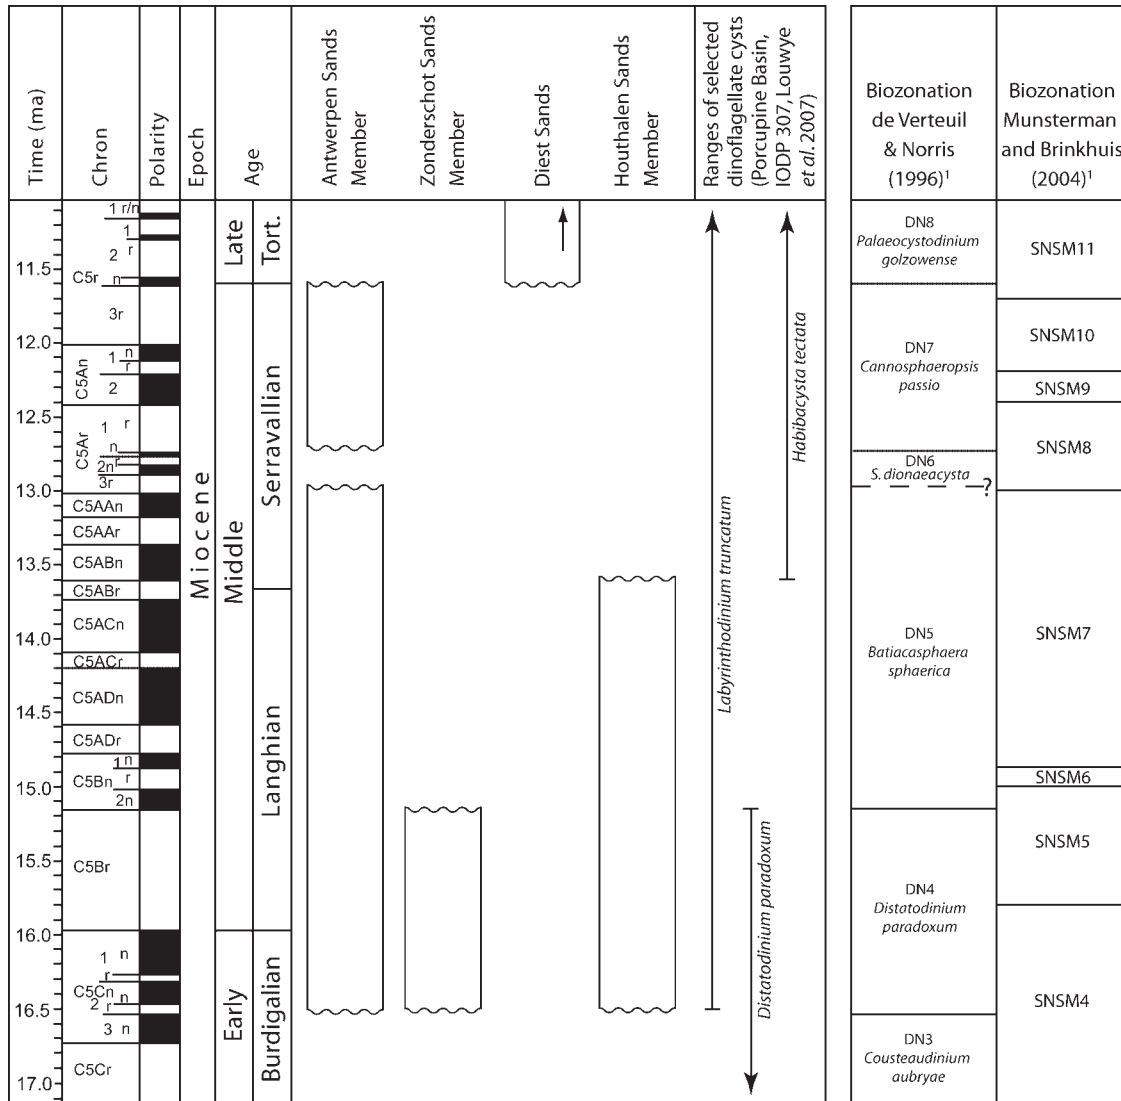 Time (ma)
Chron
Polarity
Epoch
Age
Antwerpen Sands
Member
Zonderschot Sands
Member
Diest Sands
Houthalen Sands
Member
Ranges of selected
dinoflagellate cysts
(Porcupine Basin,
IODP 307, Louwye
et al. 2007)
Biozonation
de Verteuil
& Norris
(1996)1
Biozonation
Munsterman
and Brinkhuis
(2004)1
11.5
12.0
12.5
13.0
13.5
14.0
14.5
15.0
15.5
16.0
16.5
17.0
1 r/n
1
2 r
C5r
n
3r
C5An
1 n
r
2
C5Ar
1 r
n
2n r
3r
C5AAn
C5AAr
C5ABn
C5ABr
C5ACn
C5ACr
C5ADn
C5ADr
1n
C5Bn r
2n
C5Br
1 n
r
C5Cn
2 n
r
3 n
C5Cr
Miocene
Late
Middle
Early
Tort.
Serravallian
Langhian
Burdigalian
Labyrinthodinium truncatum
Habibacysta tectata
Distatodinium paradoxum
DN8
Palaeocystodinium
golzowense
DN7
Cannosphaeropsis
passio
DN6
S. dionaeacysta
?
DN5
Batiacasphaera
sphaerica
DN4
Distatodinium
paradoxum
DN3
Cousteaudinium
aubryae
SNSM11
SNSM10
SNSM9
SNSM8
SNSM7
SNSM6
SNSM5
SNSM4